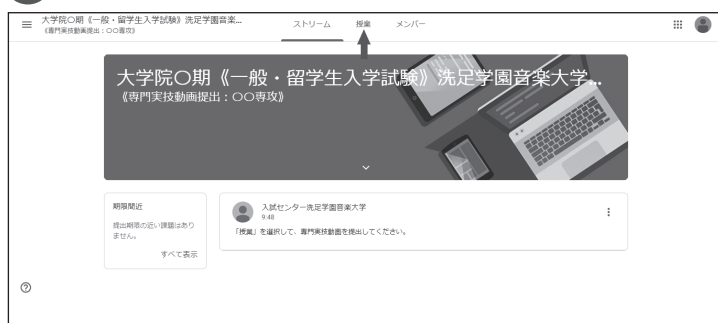 大学院〇期《一般・留学生入学試験》洗足学園音楽...
《専門実技動画提出：〇〇専攻》
ストリーム 授業 メンバー
大学院〇期《一般・留学生入学試験》洗足学園音楽大学...
《専門実技動画提出：〇〇専攻》
期限間近
提出期限の近い課題はあり
ません。
すべて表示
入試センター洗足学園音楽大学
9:48
「授業」を選択して、専門実技動画を提出してください。